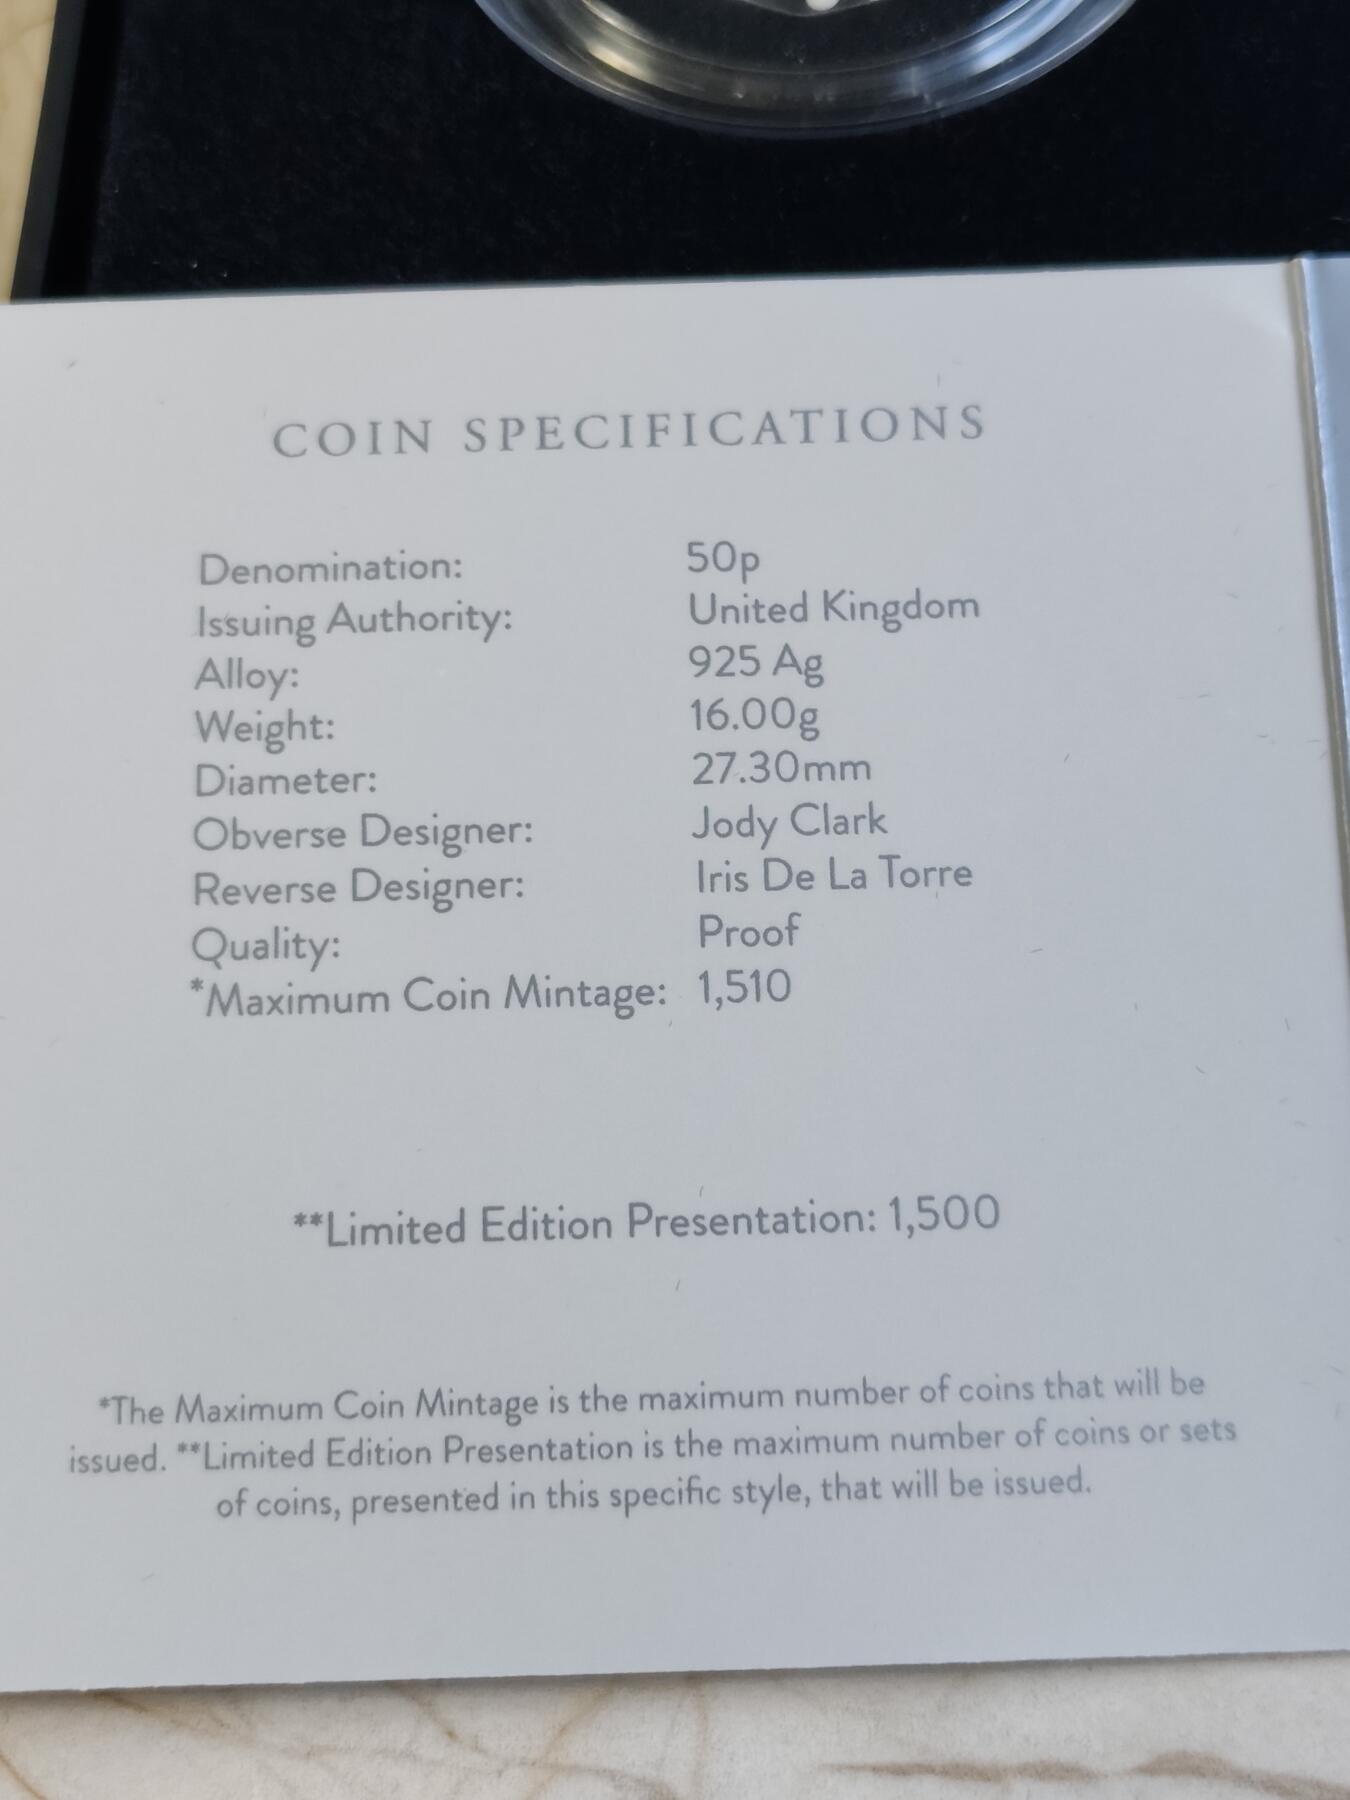 COIN SPECIFICATIONS
Denomination: 50p
Issuing Authority: United Kingdom
Alloy: 925 Ag
Weight: 16.00g
Diameter: 27.30mm
Obverse Designer: Jody Clark
Reverse Designer: Iris De La Torre
Quality: Proof
*Maximum Coin Mintage: 1,510
**Limited Edition Presentation: 1,500
*The Maximum Coin Mintage is the maximum number of coins that will be
issued. **Limited Edition Presentation is the maximum number of coins or sets
of coins, presented in this specific style, that will be issued.